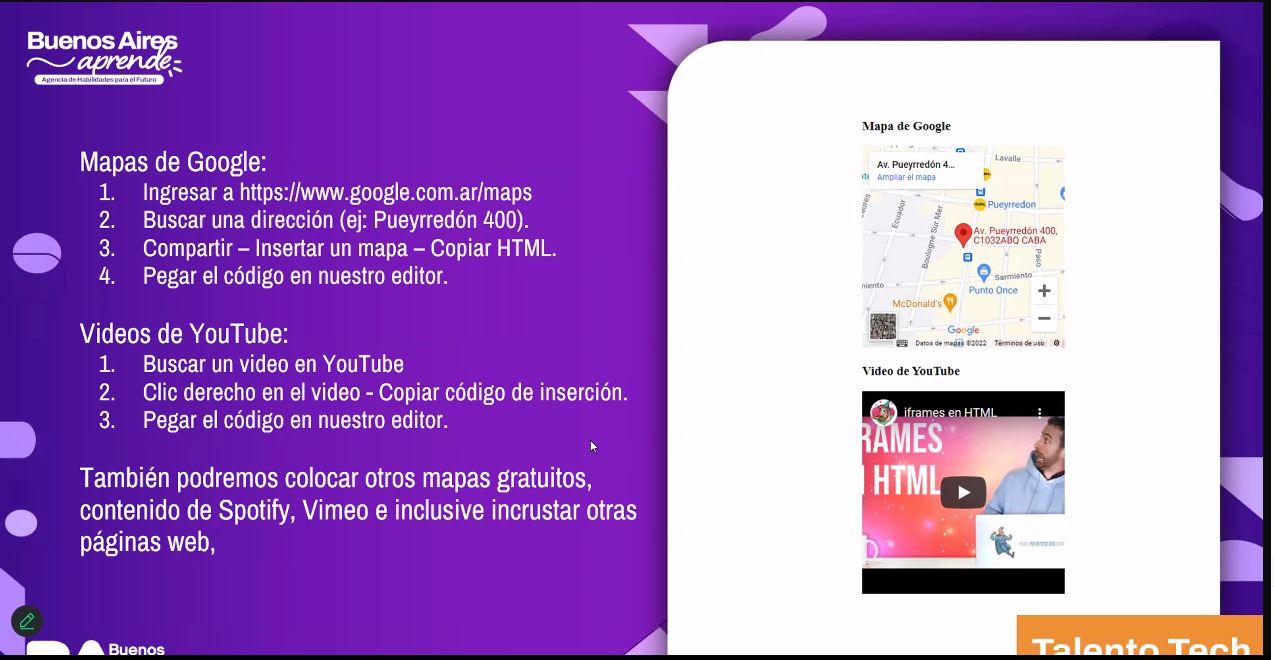 Buenos Aires
aprende
Agencia de Habilidades para el Futuro
Mapas de Google:
1. Ingresar a https://www.google.com.ar/maps
2. Buscar una dirección (ej: Pueyrredón 400).
3. Compartir – Insertar un mapa – Copiar HTML.
4. Pegar el código en nuestro editor.
Videos de YouTube:
1. Buscar un video en YouTube
2. Clic derecho en el video - Copiar código de inserción.
3. Pegar el código en nuestro editor.
También podremos colocar otros mapas gratuitos,
contenido de Spotify, Vimeo e inclusive incrustar otras
páginas web,
BA Buenos
Mapa de Google
Av. Pueyrredón 4...
Ampliar el mapa
Lavalle
Pueyrredon
Ecuador
Boulogne Sur Mer
Av. Pueyrredón 400,
C1032ABQ CABA
Paso
Sarmiento
miento
Punto Once
McDonald's
+
−
Google
Datos de mapas ©2022 Términos de uso
Video de YouTube
iframes en HTML
RAMES
HTML
Talento Tech